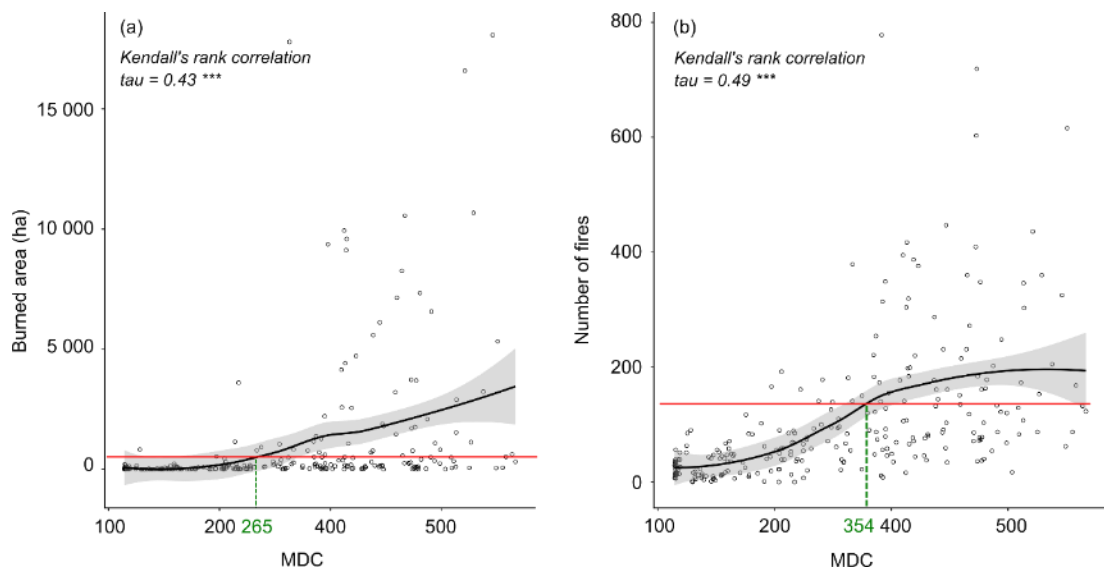 (a)
Kendall's rank correlation
tau = 0.43 ***
15 000
10 000
5 000
0
Burned area (ha)
100
200
265
400
500
MDC
(b)
Kendall's rank correlation
tau = 0.49 ***
800
600
400
200
0
Number of fires
100
200
354
400
500
MDC